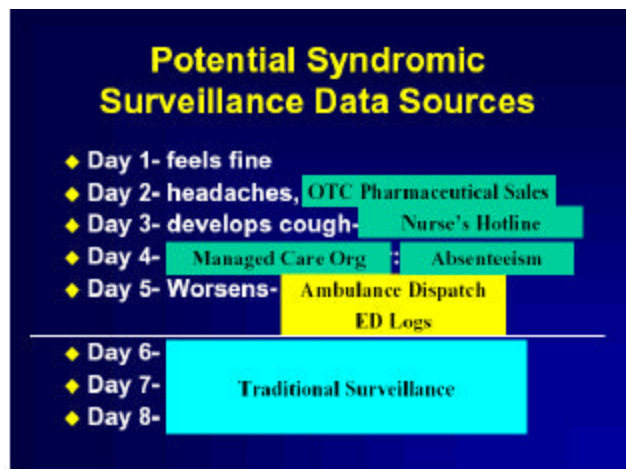 Potential Syndromic
Surveillance Data Sources
Day 1- feels fine
Day 2- headaches, OTC Pharmaceutical Sales
Day 3- develops cough- Nurse's Hotline
Day 4- Managed Care Org : Absenteeism
Day 5- Worsens- Ambulance Dispatch
ED Logs
Day 6-
Day 7- Traditional Surveillance
Day 8-